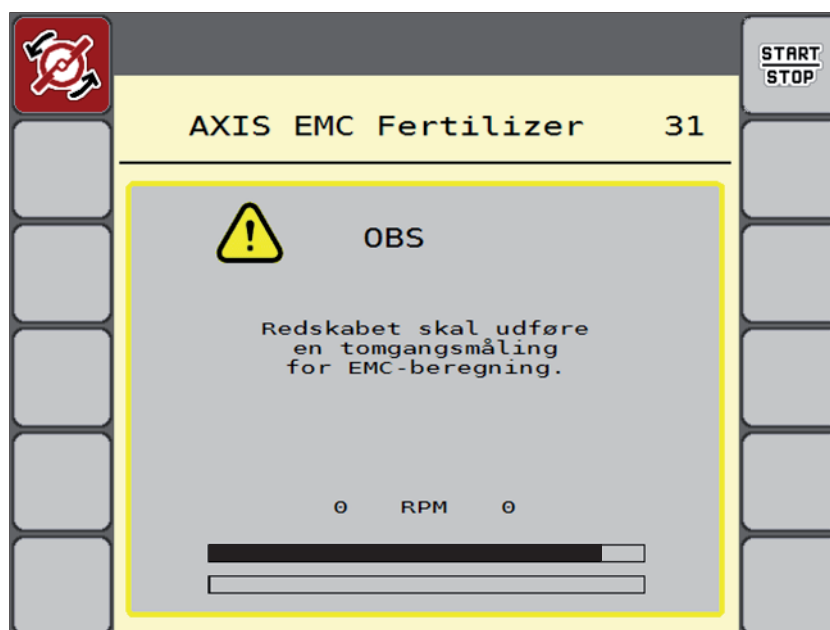 START
STOP
AXIS EMC Fertilizer 31
OBS
Redskabet skal udføre
en tomgangsmåling
for EMC-beregning.
0 RPM 0